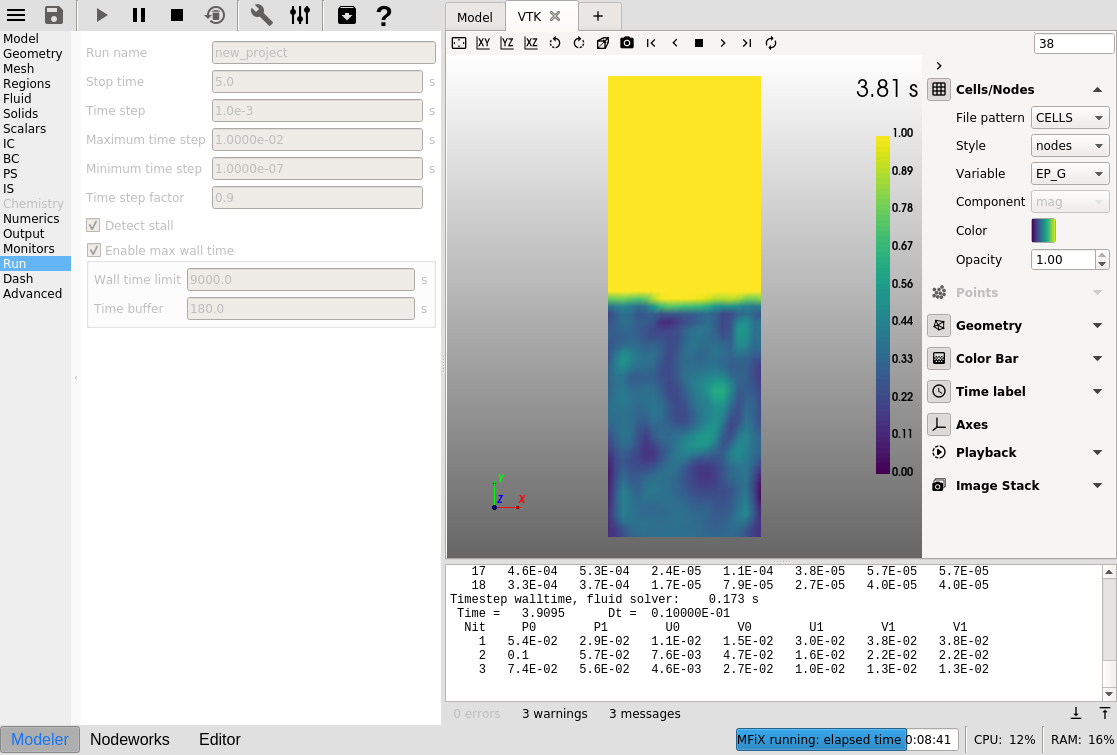 Model
VTK
+
XY YZ XZ
38
Model
Geometry
Mesh
Regions
Fluid
Solids
Scalars
IC
BC
PS
IS
Chemistry
Numerics
Output
Monitors
Run
Dash
Advanced
Run name new_project
Stop time 5.0 s
Time step 1.0e-3 s
Maximum time step 1.0000e-02 s
Minimum time step 1.0000e-07 s
Time step factor 0.9
Detect stall
Enable max wall time
Wall time limit 9000.0 s
Time buffer 180.0 s
3.81 s
1.00
0.89
0.78
0.67
0.56
0.44
0.33
0.22
0.11
0.00
Y
Z X
Cells/Nodes
File pattern CELLS
Style nodes
Variable EP_G
Component mag
Color
Opacity 1.00
Points
Geometry
Color Bar
Time label
Axes
Playback
Image Stack
17 4.6E-04 5.3E-04 2.4E-05 1.1E-04 3.8E-05 5.7E-05 5.7E-05
18 3.3E-04 3.7E-04 1.7E-05 7.9E-05 2.7E-05 4.0E-05 4.0E-05
Timestep walltime, fluid solver: 0.173 s
Time = 3.9095 Dt = 0.10000E-01
Nit P0 P1 U0 V0 U1 V1 V1
1 5.4E-02 2.9E-02 1.1E-02 1.5E-02 3.0E-02 3.8E-02 3.8E-02
2 0.1 5.7E-02 7.6E-03 4.7E-02 1.6E-02 2.2E-02 2.2E-02
3 7.4E-02 5.6E-02 4.6E-03 2.7E-02 1.0E-02 1.3E-02 1.3E-02
0 errors 3 warnings 3 messages
Modeler Nodeworks Editor
MFiX running: elapsed time 0:08:41 CPU: 12% RAM: 16%